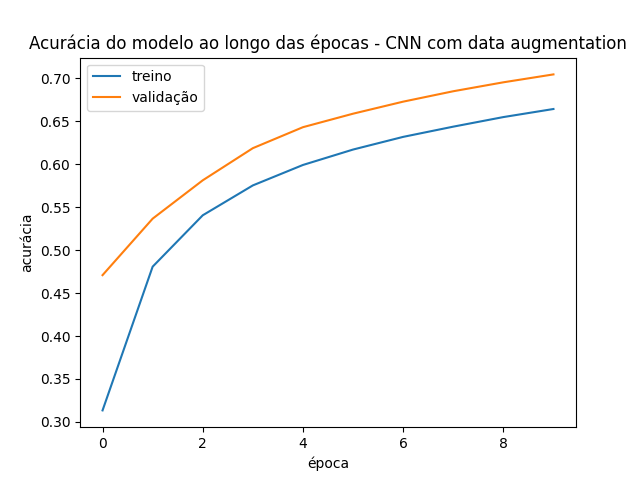 Acurácia do modelo ao longo das épocas - CNN com data augmentation
treino
validação
0.70
0.65
0.60
0.55
0.50
0.45
0.40
0.35
0.30
acurácia
0 2 4 6 8
época